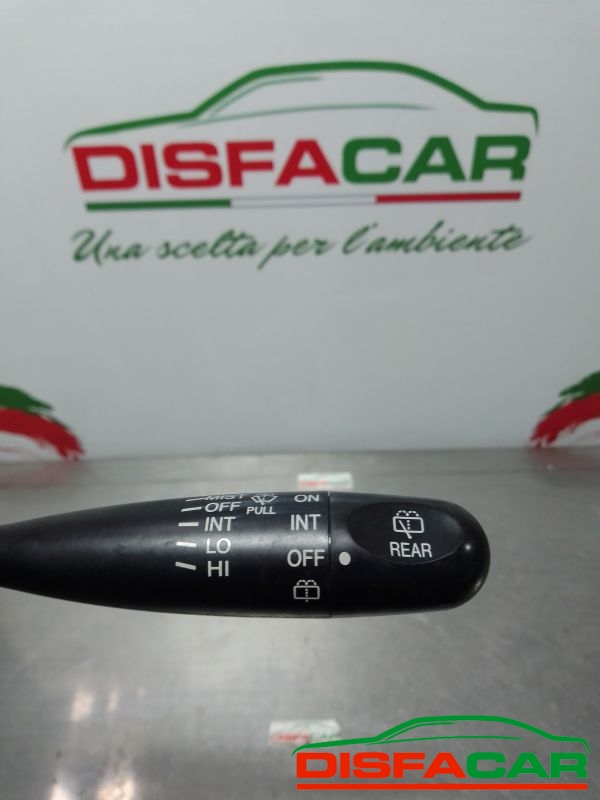 DISFACAR
Una scelta per l'ambiente
MIST ON
OFF PULL
INT INT
LO OFF
HI
REAR
DISFACAR